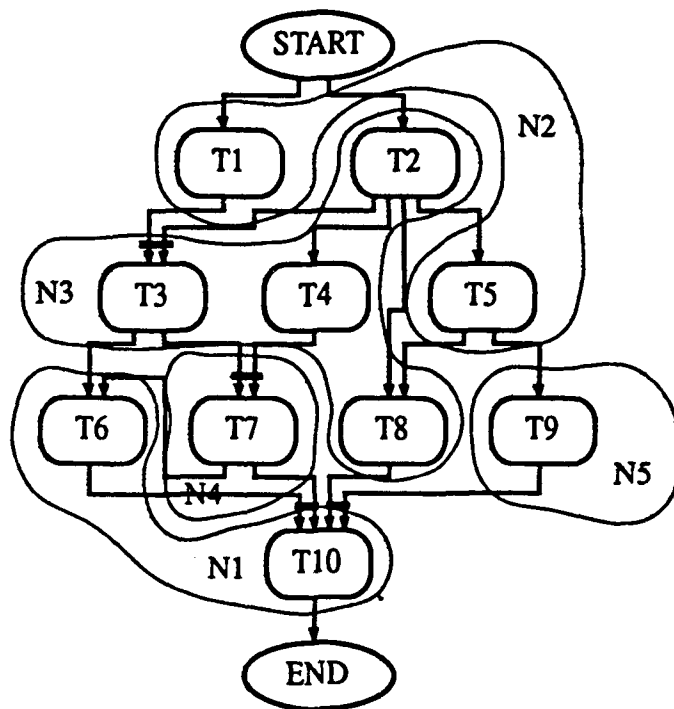 START
N2
T1 T2
N3 T3 T4 T5
T6 T7 T8 T9
N4 N5
N1 T10
END